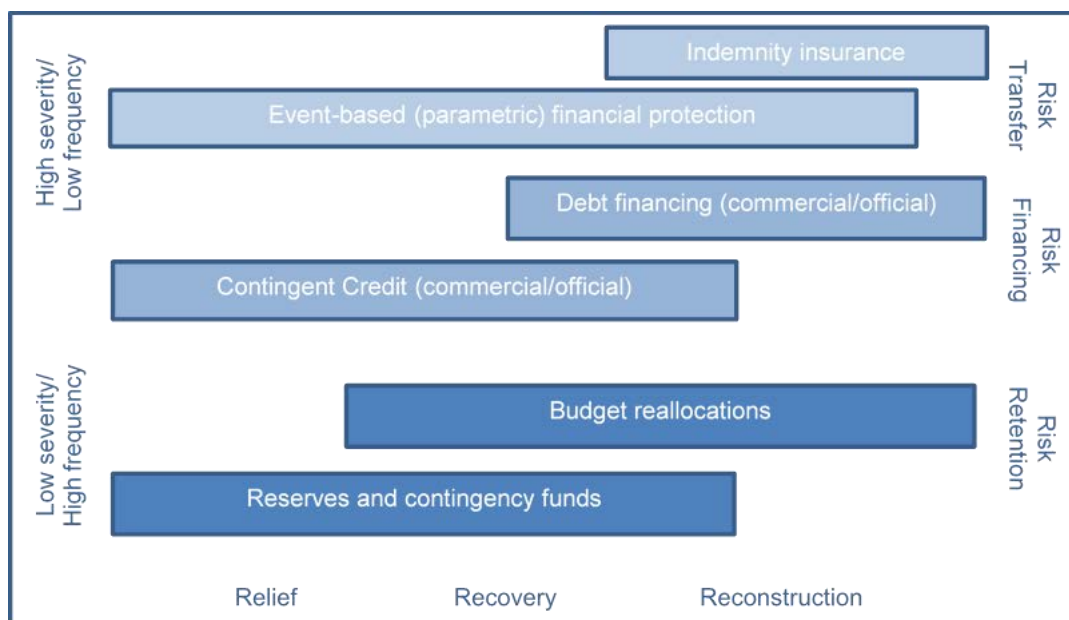 Indemnity insurance
Event-based (parametric) financial protection
High severity/
Low frequency
Risk
Transfer
Debt financing (commercial/official)
Contingent Credit (commercial/official)
Risk
Financing
Budget reallocations
Reserves and contingency funds
Low severity/
High frequency
Risk
Retention
Relief
Recovery
Reconstruction